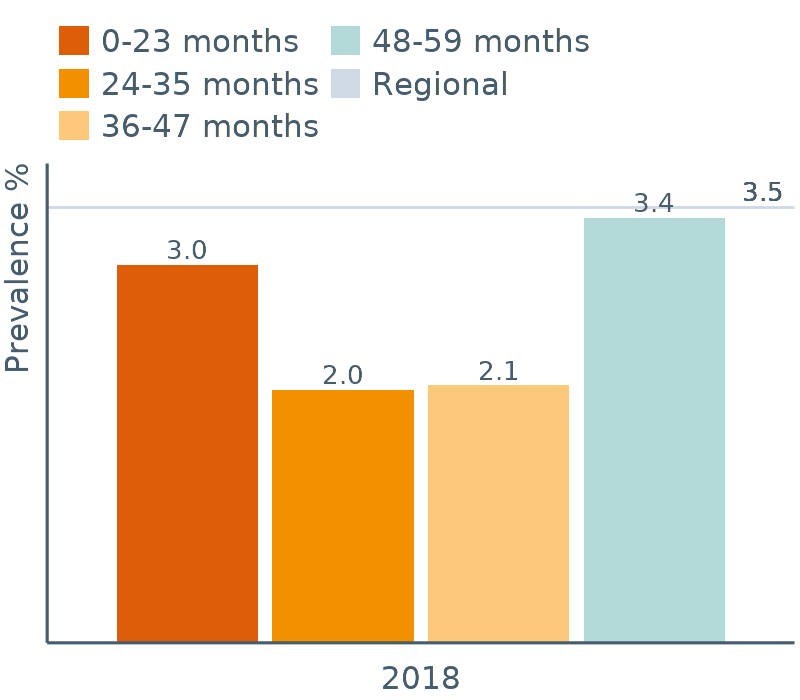 0-23 months
24-35 months
36-47 months
48-59 months
Regional
Prevalence %
3.0
2.0
2.1
3.4
3.5
2018